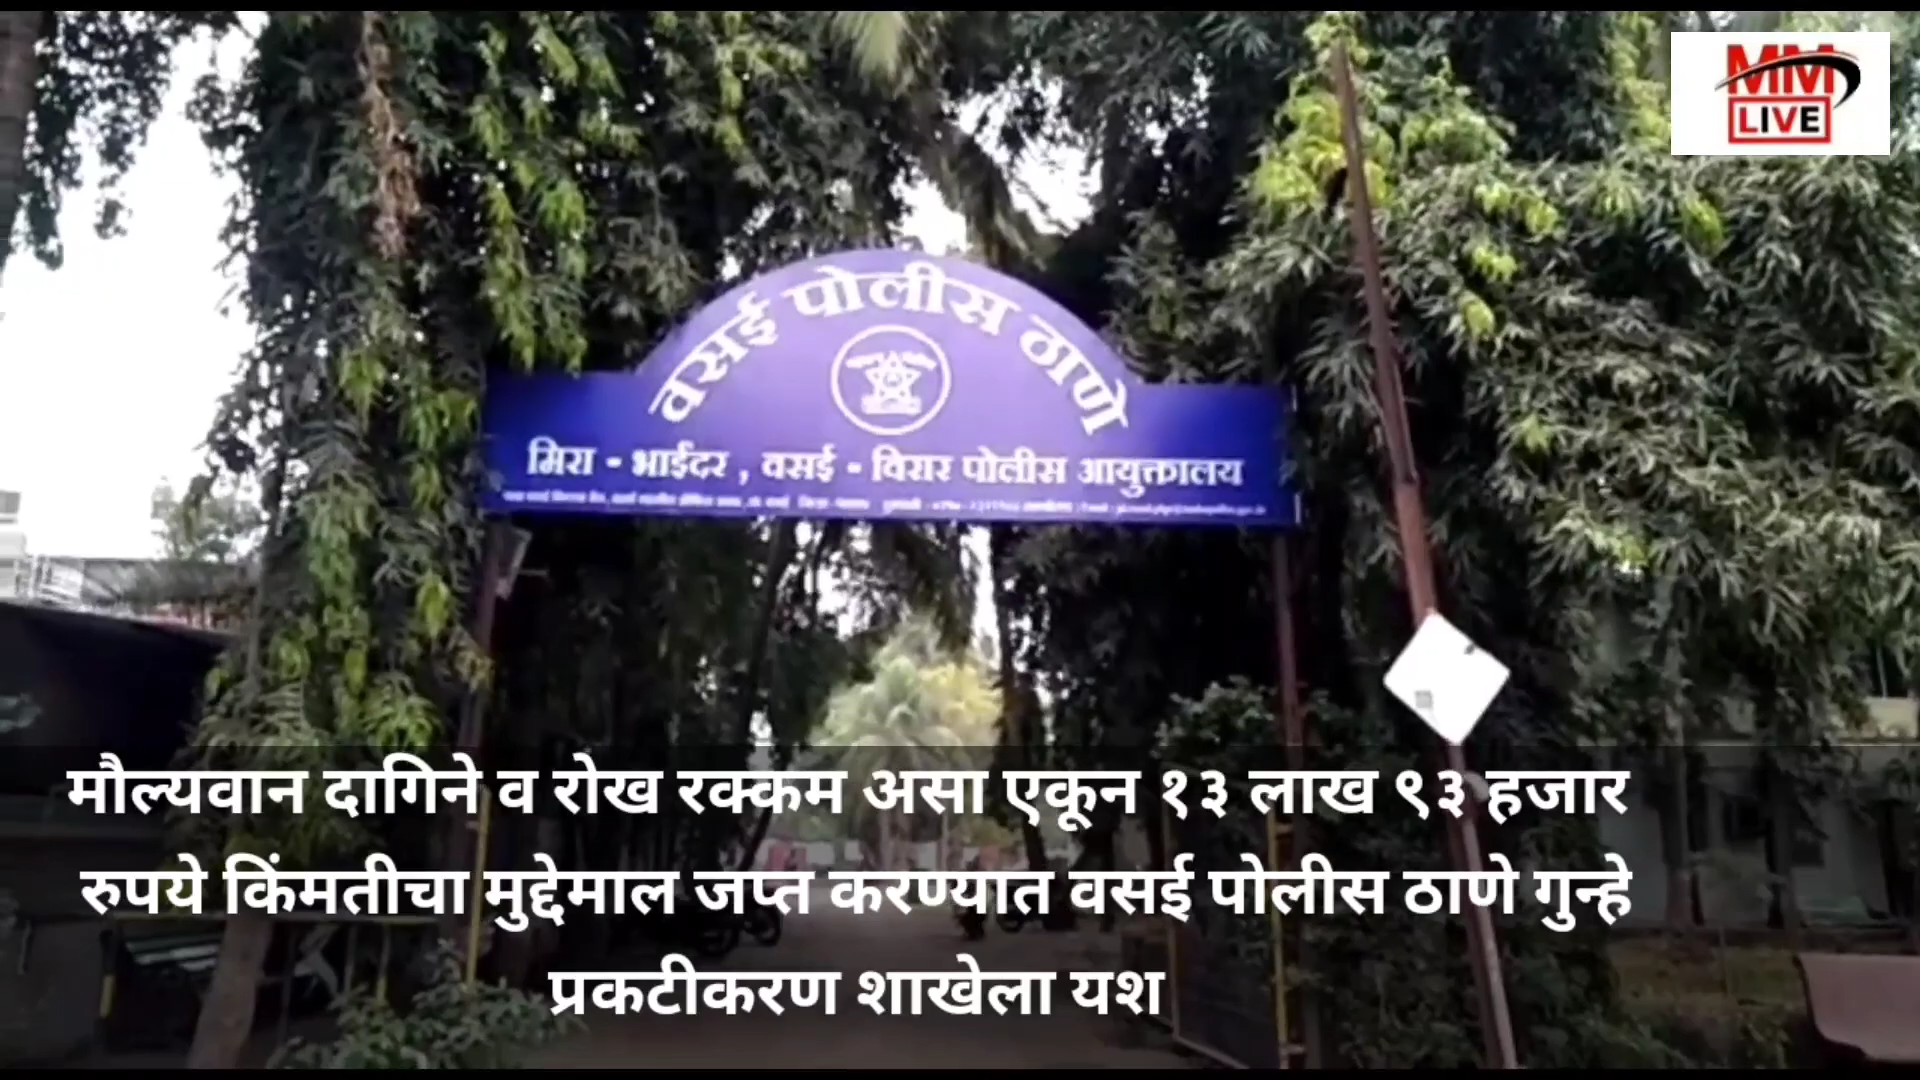 MM
LIVE
वसई पोलीस ठाणे
मिरा - भाईंदर , वसई - विरार पोलीस आयुक्तालय
मौल्यवान दागिने व रोख रक्कम असा एकून १३ लाख ९३ हजार
रुपये किंमतीचा मुद्देमाल जप्त करण्यात वसई पोलीस ठाणे गुन्हे
प्रकटीकरण शाखेला यश